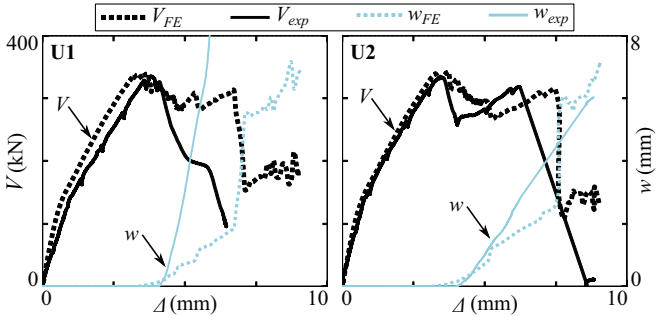 V_FE V_exp w_FE w_exp
400 U1 U2 8
V V
V (kN) w (mm)
w w
0 0
0 Δ (mm) 10 0 Δ (mm) 10